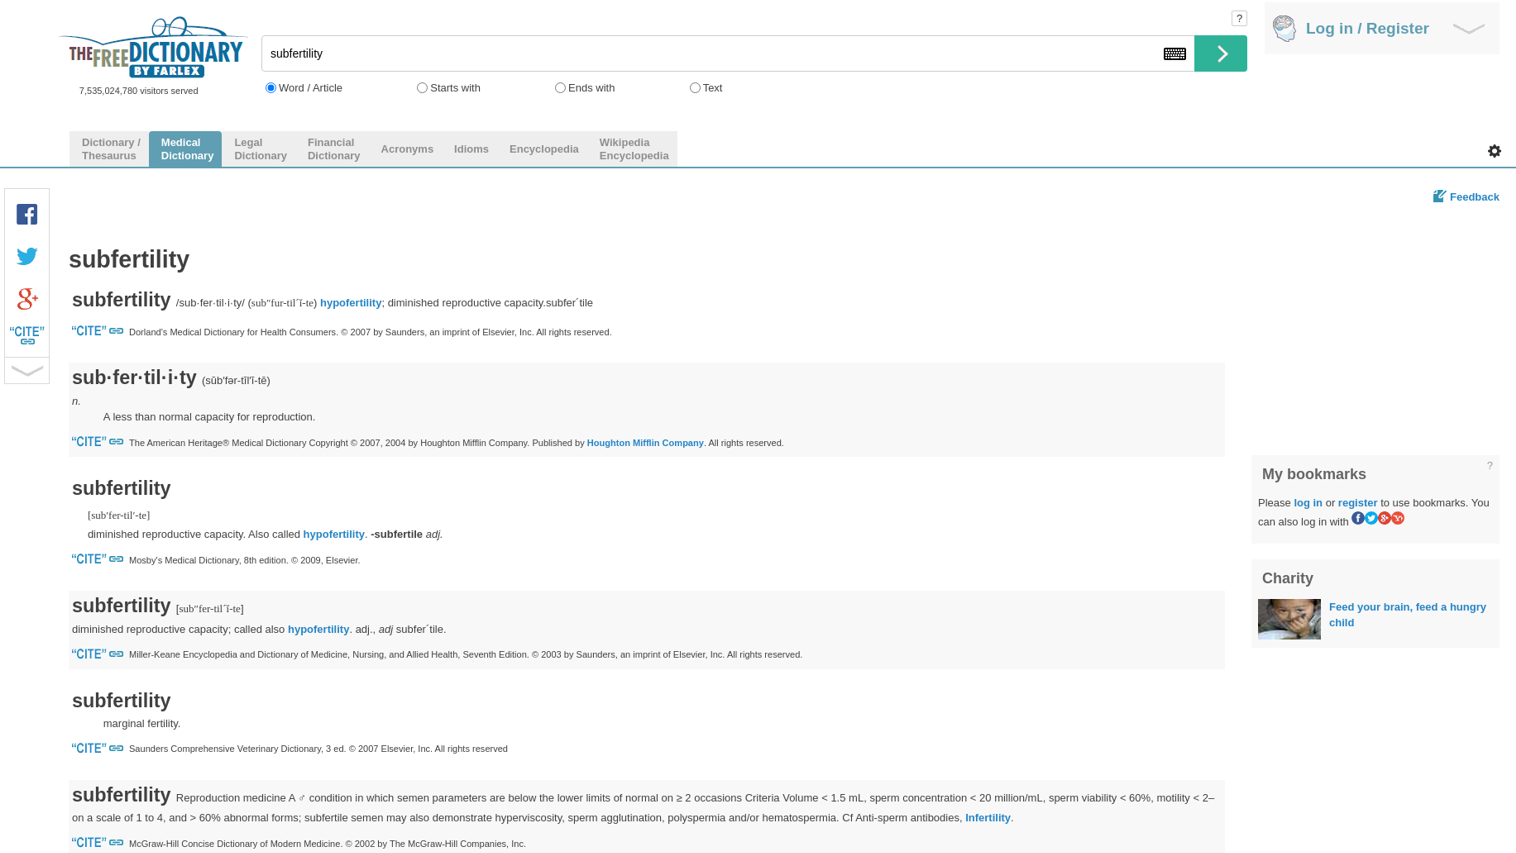 ?
Log in / Register
THEFREEDICTIONARY
BY FARLEX
subfertility
7,535,024,780 visitors served
Word / Article
Starts with
Ends with
Text
Dictionary / Thesaurus
Medical Dictionary
Legal Dictionary
Financial Dictionary
Acronyms
Idioms
Encyclopedia
Wikipedia Encyclopedia
Feedback
subfertility
subfertility /sub·fer·til·i·ty/ (sub″fur-til´ĭ-te) hypofertility; diminished reproductive capacity.subfer´tile
“CITE” Dorland's Medical Dictionary for Health Consumers. © 2007 by Saunders, an imprint of Elsevier, Inc. All rights reserved.
“CITE”
sub·fer·til·i·ty (sŭb′fər-tĭl′ĭ-tē)
n.
A less than normal capacity for reproduction.
“CITE” The American Heritage® Medical Dictionary Copyright © 2007, 2004 by Houghton Mifflin Company. Published by Houghton Mifflin Company. All rights reserved.
subfertility
[sub′fer-til′-te]
diminished reproductive capacity. Also called hypofertility. -subfertile adj.
“CITE” Mosby's Medical Dictionary, 8th edition. © 2009, Elsevier.
subfertility [sub″fer-til´ĭ-te]
diminished reproductive capacity; called also hypofertility. adj., adj subfer´tile.
“CITE” Miller-Keane Encyclopedia and Dictionary of Medicine, Nursing, and Allied Health, Seventh Edition. © 2003 by Saunders, an imprint of Elsevier, Inc. All rights reserved.
subfertility
marginal fertility.
“CITE” Saunders Comprehensive Veterinary Dictionary, 3 ed. © 2007 Elsevier, Inc. All rights reserved
subfertility Reproduction medicine A ♂ condition in which semen parameters are below the lower limits of normal on ≥ 2 occasions Criteria Volume < 1.5 mL, sperm concentration < 20 million/mL, sperm viability < 60%, motility < 2–
on a scale of 1 to 4, and > 60% abnormal forms; subfertile semen may also demonstrate hyperviscosity, sperm agglutination, polyspermia and/or hematospermia. Cf Anti-sperm antibodies, Infertility.
“CITE” McGraw-Hill Concise Dictionary of Modern Medicine. © 2002 by The McGraw-Hill Companies, Inc.
My bookmarks
?
Please log in or register to use bookmarks. You
can also log in with
Charity
Feed your brain, feed a hungry
child